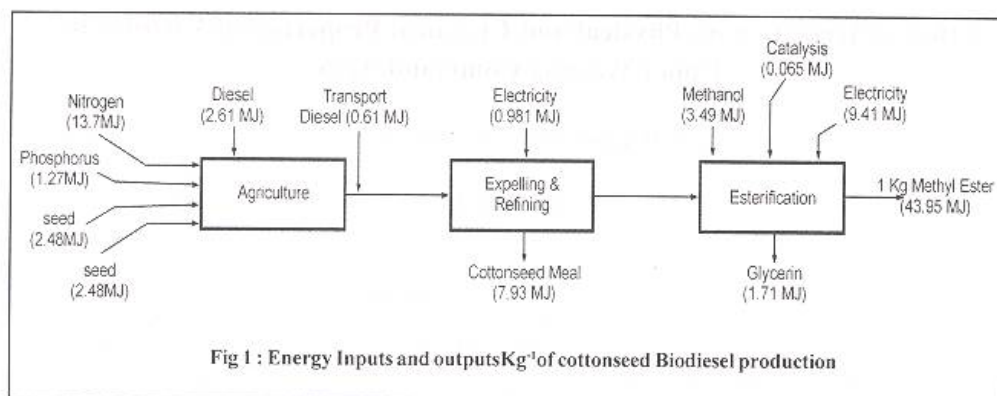 Nitrogen
(13.7MJ)
Phosphorus
(1.27MJ)
seed
(2.48MJ)
seed
(2.48MJ)
Diesel
(2.61 MJ)
Agriculture
Transport
Diesel (0.61 MJ)
Electricity
(0.981 MJ)
Expelling &
Refining
Cottonseed Meal
(7.93 MJ)
Methanol
(3.49 MJ)
Catalysis
(0.065 MJ)
Electricity
(9.41 MJ)
Esterification
Glycerin
(1.71 MJ)
1 Kg Methyl Ester
(43.95 MJ)
Fig 1 : Energy Inputs and outputsKg-1of cottonseed Biodiesel production